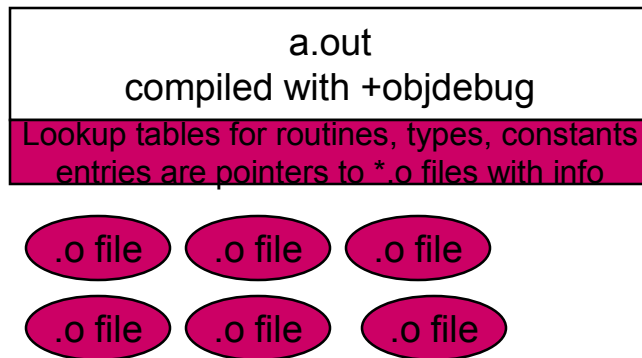 a.out
compiled with +objdebug
Lookup tables for routines, types, constants
entries are pointers to *.o files with info
.o file .o file .o file
.o file .o file .o file